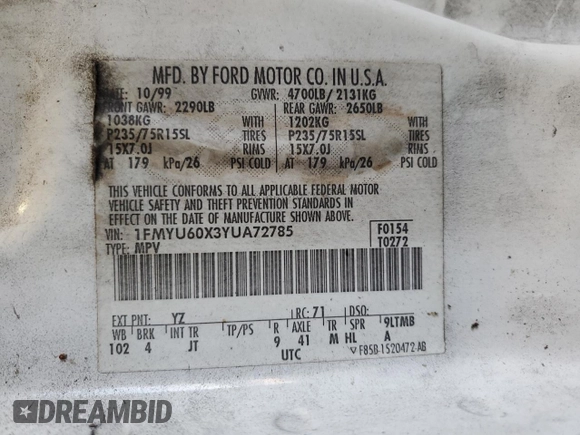 MFD. BY FORD MOTOR CO. IN U.S.A.
DATE: 10/99 GVWR: 4700LB/ 2131KG
FRONT GAWR: 2290LB REAR GAWR: 2650LB
1038KG WITH 1202KG WITH
P235/75R15SL TIRES P235/75R15SL TIRES
15X7.0J RIMS 15X7.0J RIMS
AT 179 kPa/26 PSI COLD AT 179 kPa/26 PSI COLD
THIS VEHICLE CONFORMS TO ALL APPLICABLE FEDERAL MOTOR
VEHICLE SAFETY AND THEFT PREVENTION STANDARDS
IN EFFECT ON THE DATE OF MANUFACTURE SHOWN ABOVE.
VIN: 1FMYU60X3YUA72785 F0154
TYPE: MPV T0272
EXT PNT: YZ RC: 71 DSO:
WB BRK INT TR TP/PS R AXLE TR SPR 9LTMB
102 4 JT 9 41 M HL A
UTC F85B-1520472-AB
DREAMBID